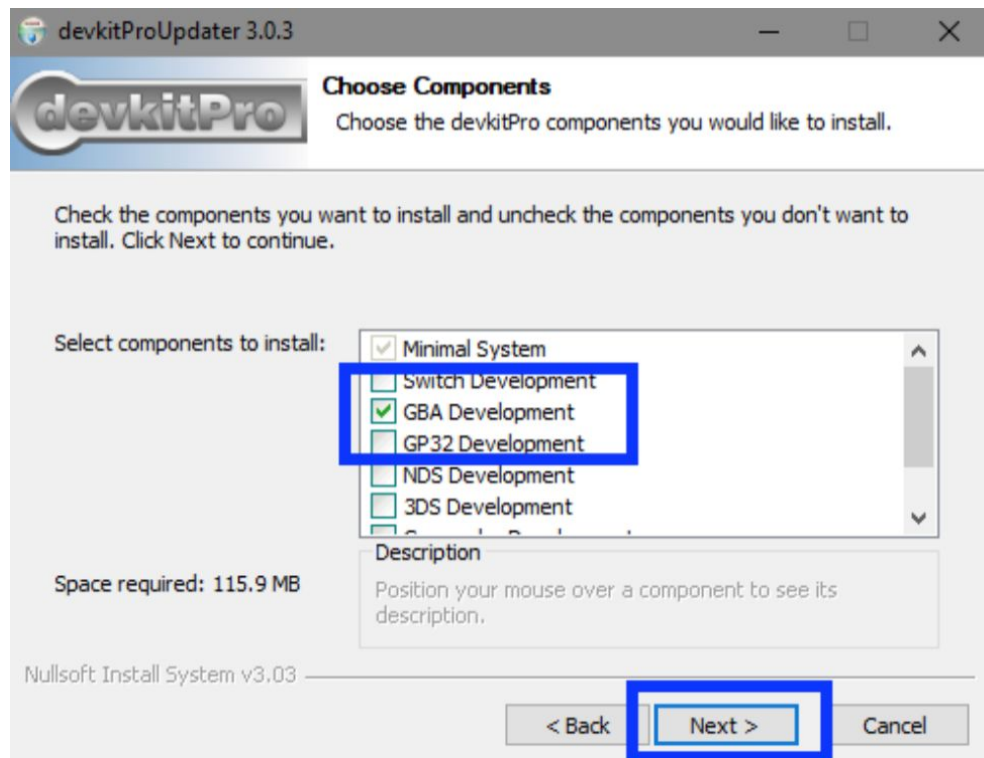 devkitProUpdater 3.0.3
devkitPro
Choose Components
Choose the devkitPro components you would like to install.
Check the components you want to install and uncheck the components you don't want to
install. Click Next to continue.
Select components to install:
Minimal System
Switch Development
GBA Development
GP32 Development
NDS Development
3DS Development
Description
Space required: 115.9 MB
Position your mouse over a component to see its
description.
Nullsoft Install System v3.03
< Back
Next >
Cancel